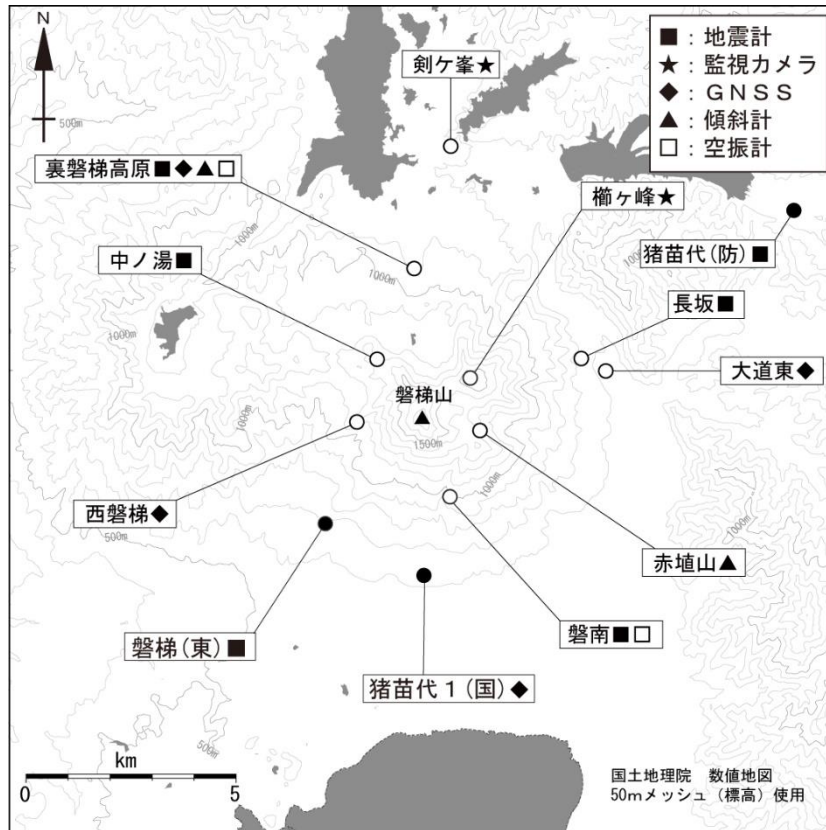 N
■：地震計
★：監視カメラ
◆：ＧＮＳＳ
▲：傾斜計
□：空振計
剣ケ峯★
500m
裏磐梯高原■◆▲□
櫛ヶ峰★
1000m
猪苗代(防)■
中ノ湯■
1000m
長坂■
1000m
大道東◆
磐梯山
1000m
1500m
1000m
西磐梯◆
500m
1000m
赤埴山▲
磐梯(東)■
磐南■□
猪苗代１(国)◆
500m
km
0 5
国土地理院　数値地図
50mメッシュ（標高）使用